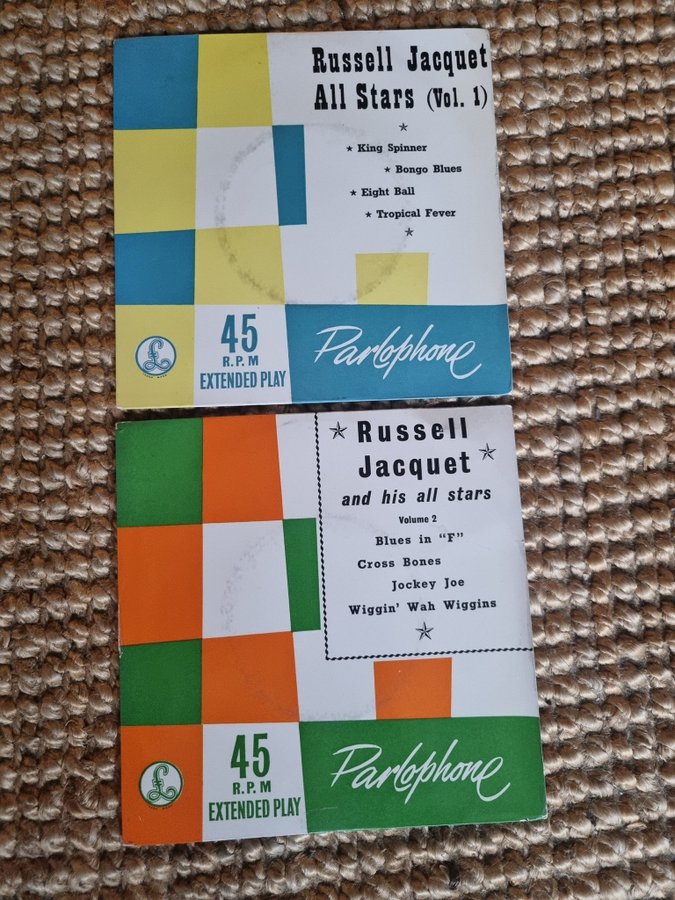 Russell Jacquet
All Stars (Vol. 1)
King Spinner
Bongo Blues
Eight Ball
Tropical Fever
£
45
R.P.M
EXTENDED PLAY
Parlophone
Russell
Jacquet
and his all stars
Volume 2
Blues in "F"
Cross Bones
Jockey Joe
Wiggin' Wah Wiggins
£
45
R.P.M
EXTENDED PLAY
Parlophone